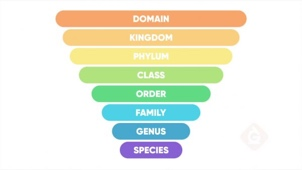 DOMAIN
KINGDOM
PHYLUM
CLASS
ORDER
FAMILY
GENUS
SPECIES